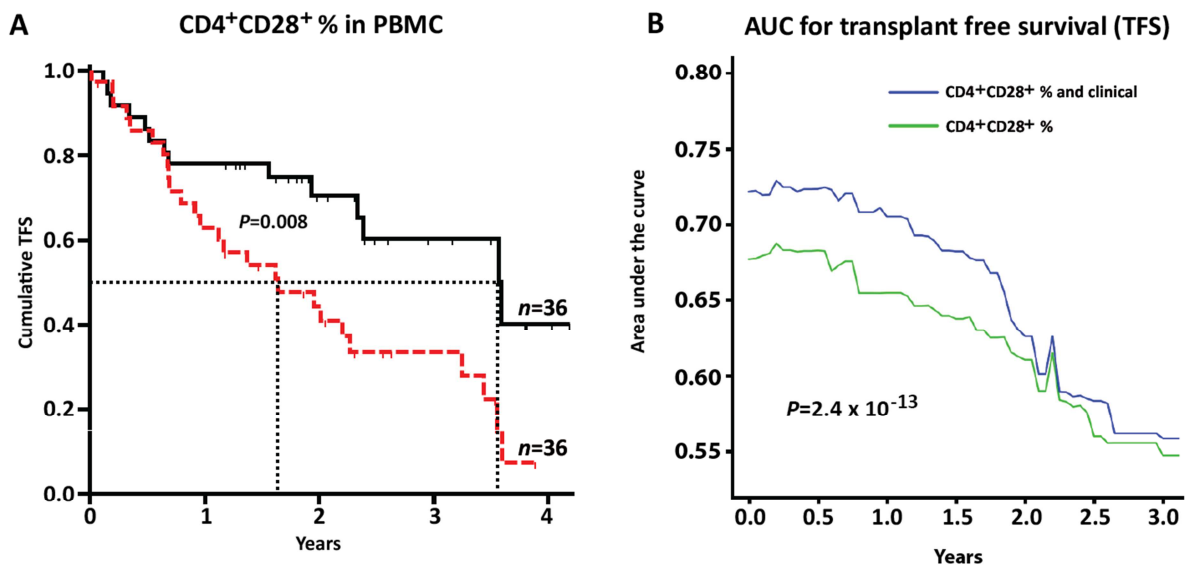 A
CD4⁺CD28⁺ % in PBMC
Cumulative TFS
1.0
0.8
0.6
0.4
0.2
0.0
P=0.008
n=36
n=36
0 1 2 3 4
Years
B
AUC for transplant free survival (TFS)
CD4⁺CD28⁺ % and clinical
CD4⁺CD28⁺ %
Area under the curve
0.80
0.75
0.70
0.65
0.60
0.55
P=2.4 x 10⁻¹³
0.0 0.5 1.0 1.5 2.0 2.5 3.0
Years